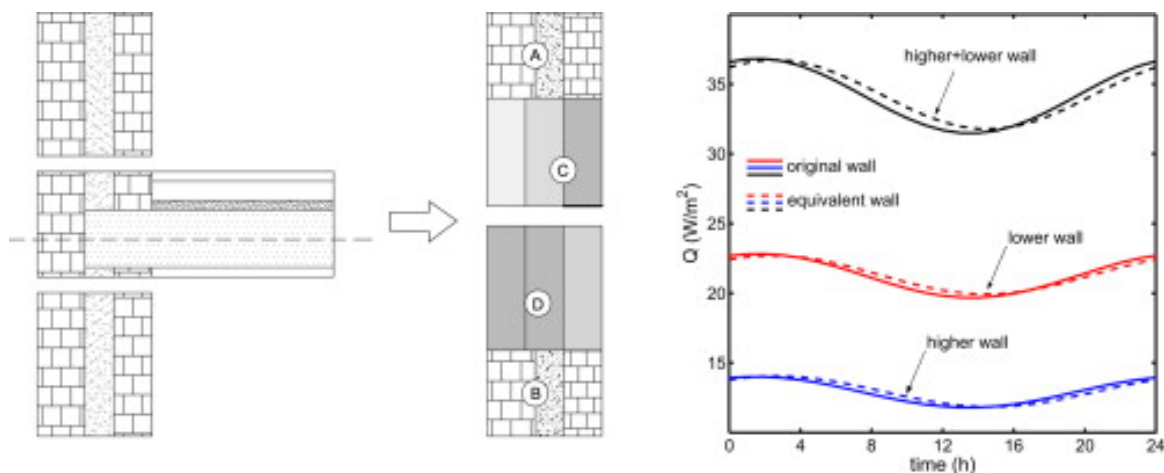 A
C
D
B
higher+lower wall
original wall
equivalent wall
lower wall
higher wall
35
30
25
20
15
Q (W/m²)
0 4 8 12 16 20 24
time (h)